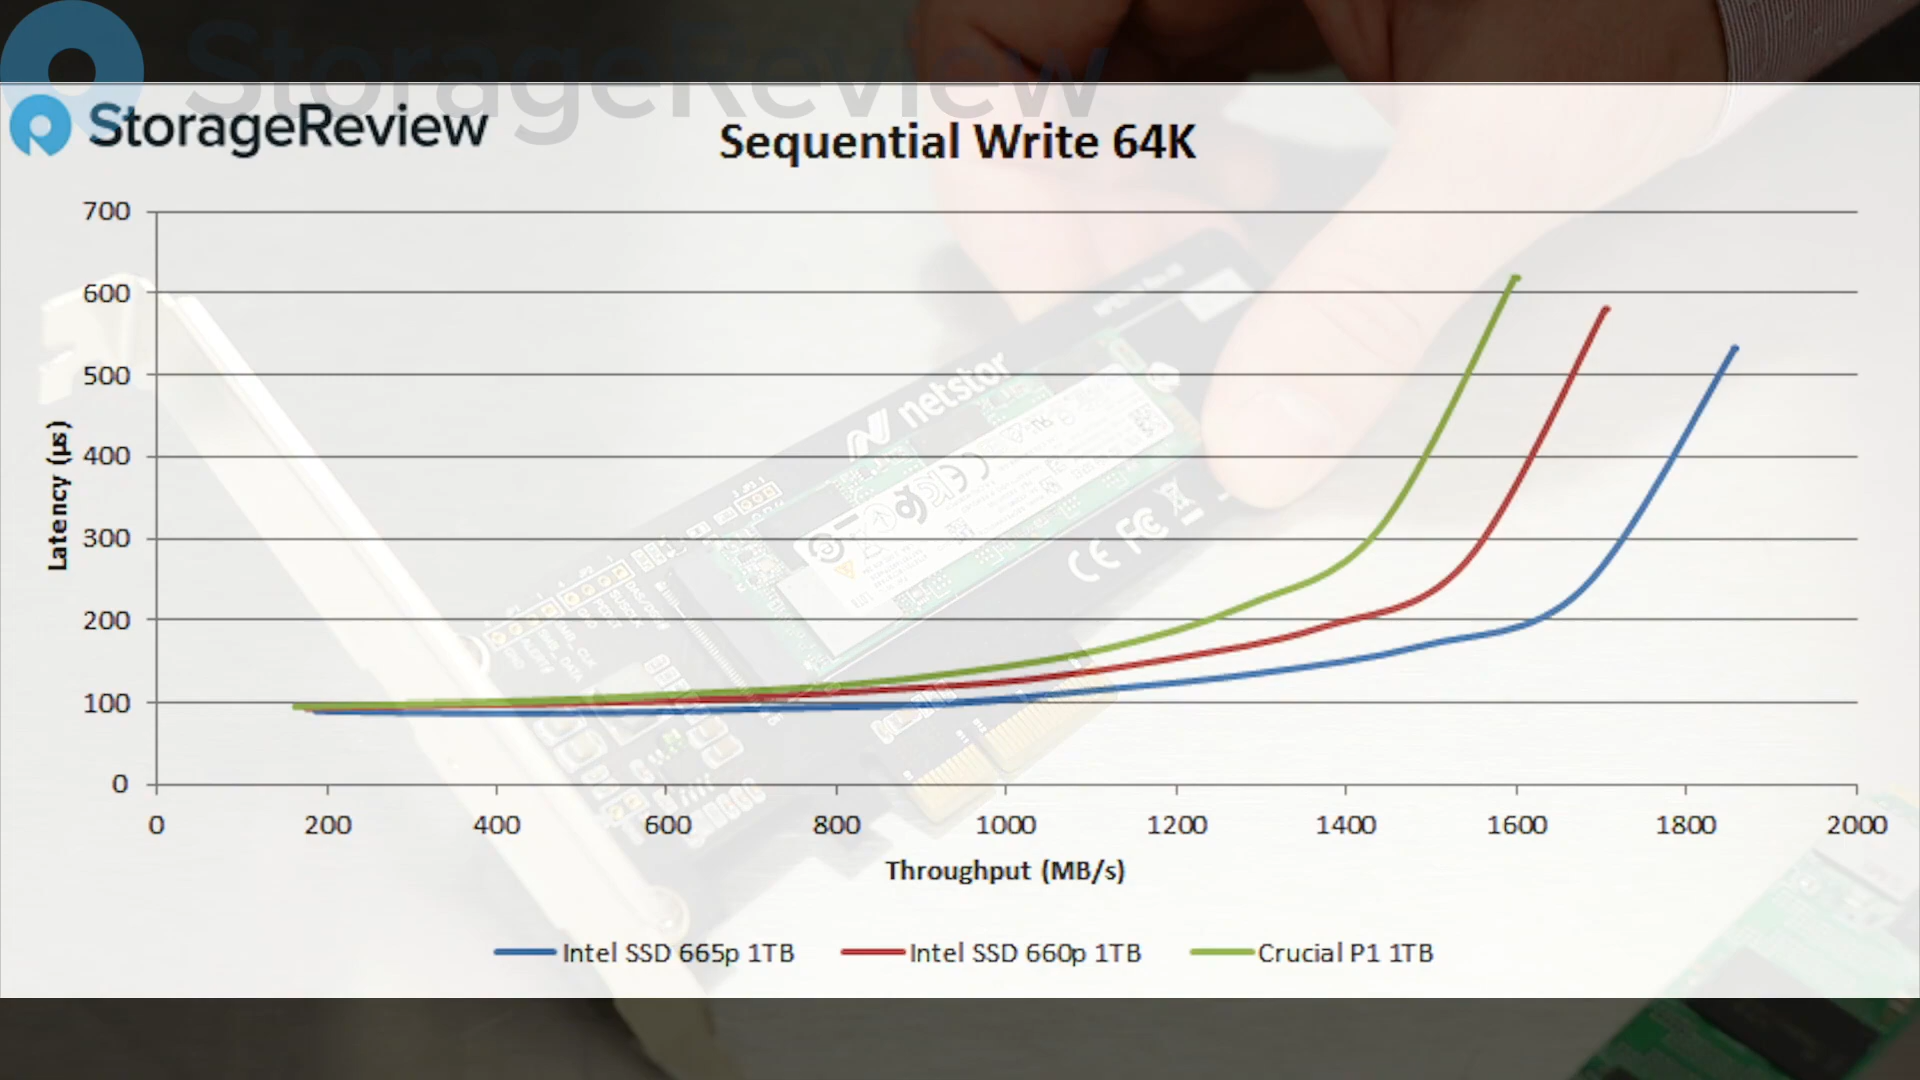 StorageReview
StorageReview
Sequential Write 64K
700
600
500
400
300
200
100
0
Latency (µs)
0 200 400 600 800 1000 1200 1400 1600 1800 2000
Throughput (MB/s)
Intel SSD 665p 1TB Intel SSD 660p 1TB Crucial P1 1TB
netstor
CE FC